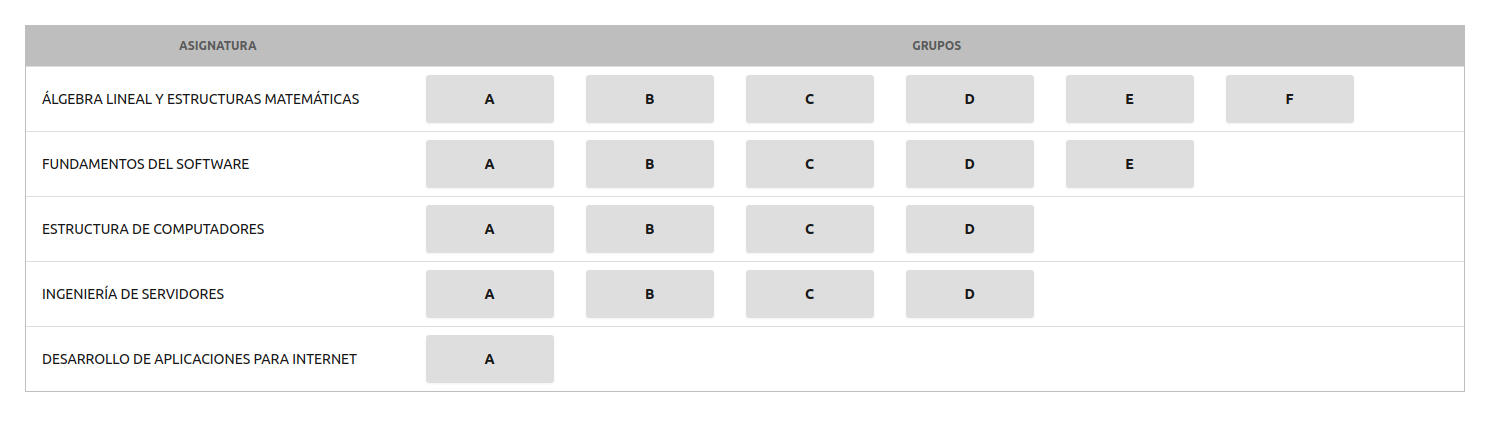 ASIGNATURA GRUPOS
ÁLGEBRA LINEAL Y ESTRUCTURAS MATEMÁTICAS A B C D E F
FUNDAMENTOS DEL SOFTWARE A B C D E
ESTRUCTURA DE COMPUTADORES A B C D
INGENIERÍA DE SERVIDORES A B C D
DESARROLLO DE APLICACIONES PARA INTERNET A